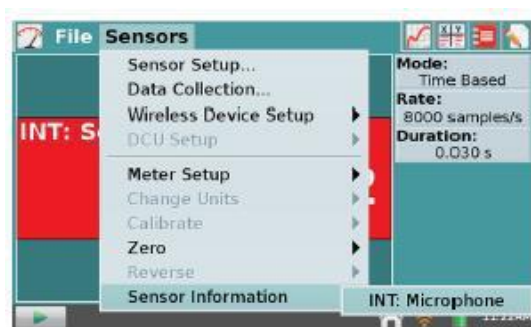 File Sensors
Sensor Setup...
Data Collection...
Wireless Device Setup
DCU Setup
Meter Setup
Change Units
Calibrate
Zero
Reverse
Sensor Information
INT: Microphone
INT: S
Mode:
Time Based
Rate:
8000 samples/s
Duration:
0.030 s